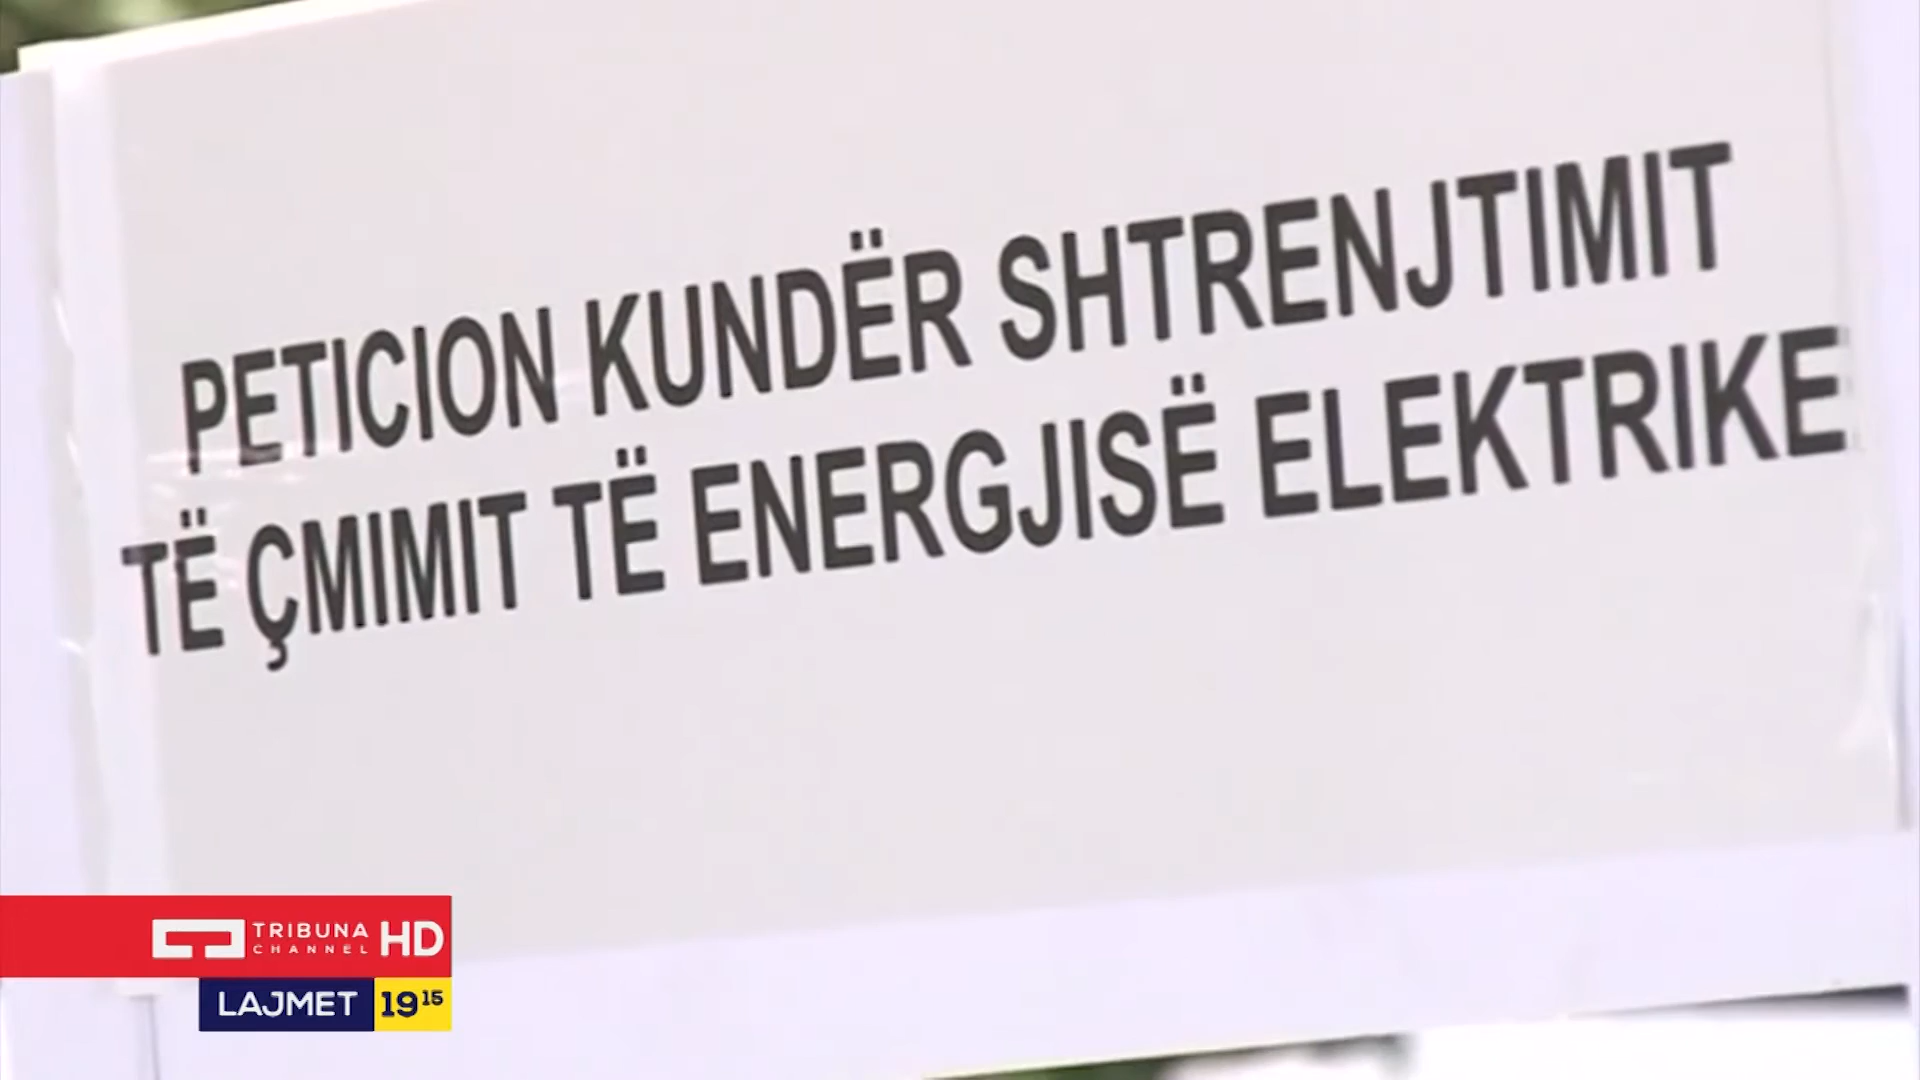 PETICION KUNDËR SHTRENJTIMIT
TË ÇMIMIT TË ENERGJISË ELEKTRIKE
TRIBUNA
CHANNEL
HD
LAJMET 19 15